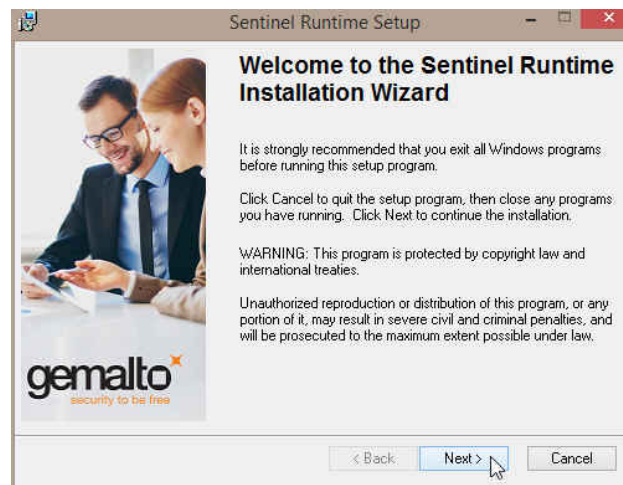 Sentinel Runtime Setup
Welcome to the Sentinel Runtime
Installation Wizard
It is strongly recommended that you exit all Windows programs
before running this setup program.
Click Cancel to quit the setup program, then close any programs
you have running. Click Next to continue the installation.
WARNING: This program is protected by copyright law and
international treaties.
Unauthorized reproduction or distribution of this program, or any
portion of it, may result in severe civil and criminal penalties, and
will be prosecuted to the maximum extent possible under law.
gemalto
security to be free
< Back Next > Cancel